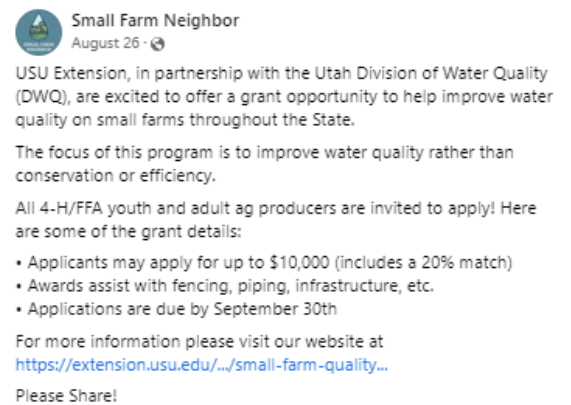 Small Farm Neighbor
August 26 ·
USU Extension, in partnership with the Utah Division of Water Quality
(DWQ), are excited to offer a grant opportunity to help improve water
quality on small farms throughout the State.
The focus of this program is to improve water quality rather than
conservation or efficiency.
All 4-H/FFA youth and adult ag producers are invited to apply! Here
are some of the grant details:
• Applicants may apply for up to $10,000 (includes a 20% match)
• Awards assist with fencing, piping, infrastructure, etc.
• Applications are due by September 30th
For more information please visit our website at
https://extension.usu.edu/.../small-farm-quality...
Please Share!